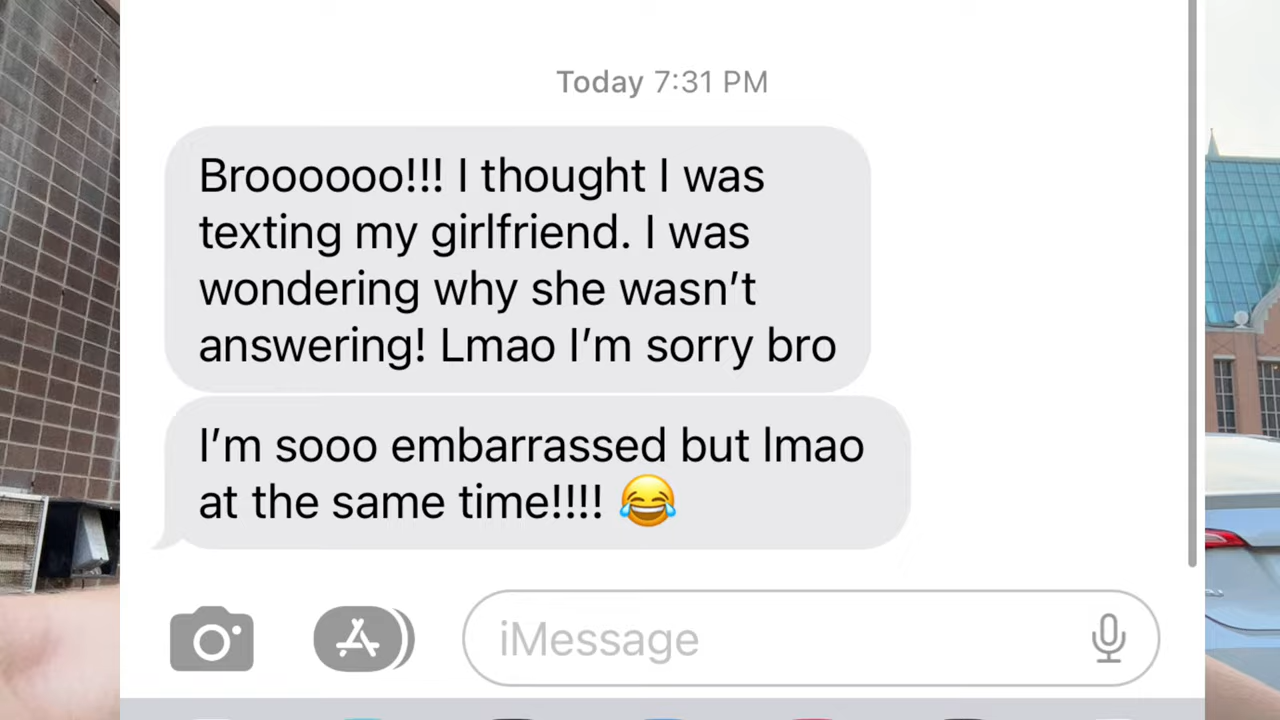 Today 7:31 PM
Broooooo!!! I thought I was
texting my girlfriend. I was
wondering why she wasn’t
answering! Lmao I’m sorry bro
I’m sooo embarrassed but lmao
at the same time!!!! 😂
iMessage